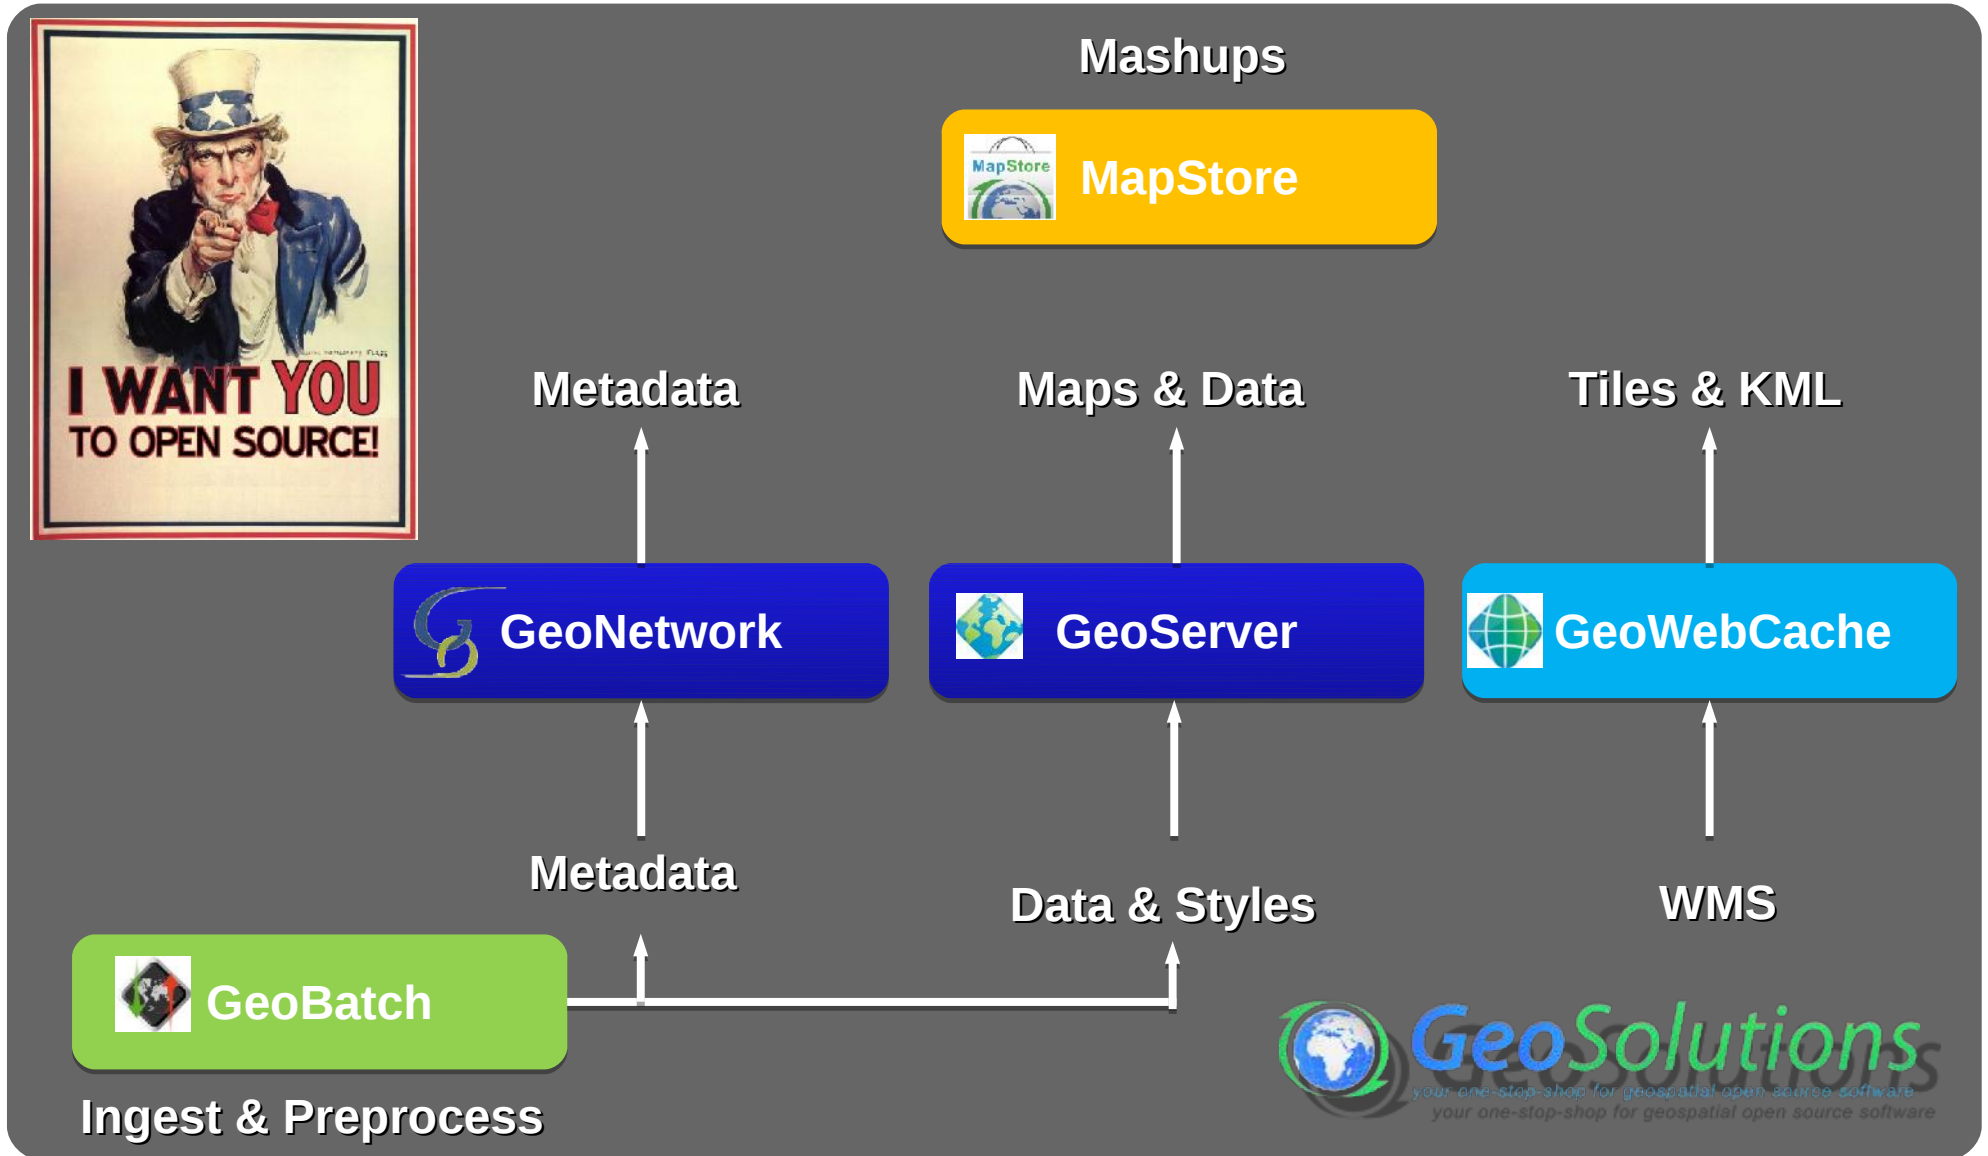 Mashups
MapStore
MapStore
I WANT YOU
TO OPEN SOURCE!
Metadata
Maps & Data
Tiles & KML
GeoNetwork
GeoServer
GeoWebCache
Metadata
Data & Styles
WMS
GeoBatch
Ingest & Preprocess
GeoSolutions
your one-stop-shop for geospatial open source software